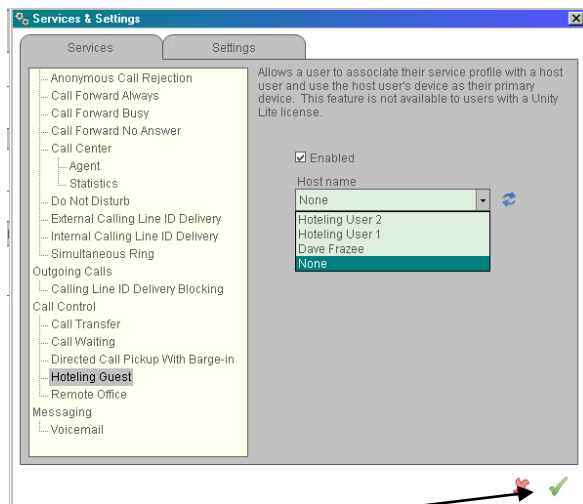 Services & Settings
Services
Settings
Anonymous Call Rejection
Call Forward Always
Call Forward Busy
Call Forward No Answer
Call Center
Agent
Statistics
Do Not Disturb
External Calling Line ID Delivery
Internal Calling Line ID Delivery
Simultaneous Ring
Outgoing Calls
Calling Line ID Delivery Blocking
Call Control
Call Transfer
Call Waiting
Directed Call Pickup With Barge-in
Hoteling Guest
Remote Office
Messaging
Voicemail
Allows a user to associate their service profile with a host
user and use the host user's device as their primary
device. This feature is not available to users with a Unity
Lite license.
Enabled
Host name
None
Hoteling User 2
Hoteling User 1
Dave Frazee
None